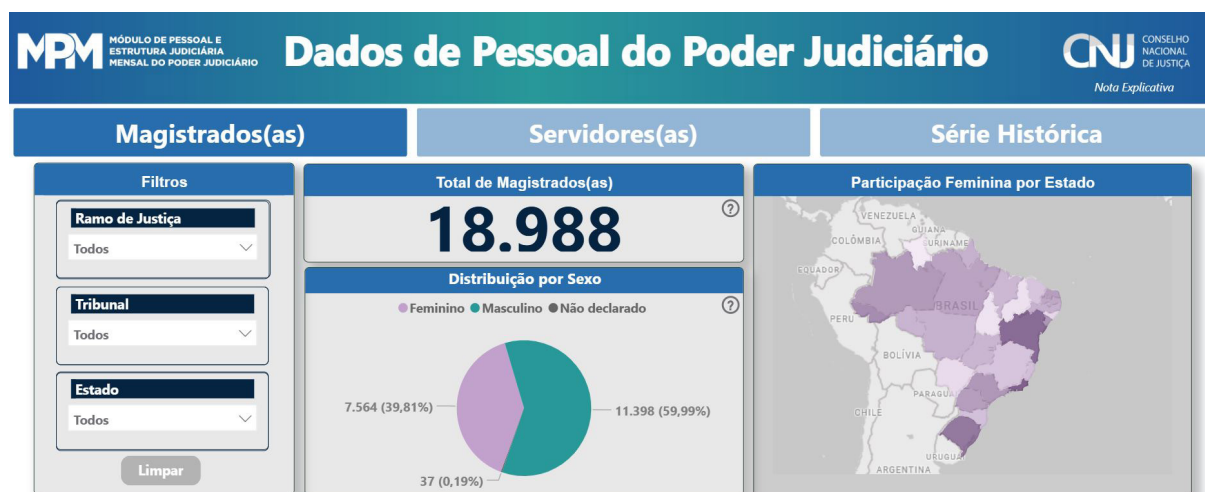 MPM
MÓDULO DE PESSOAL E
ESTRUTURA JUDICIÁRIA
MENSAL DO PODER JUDICIÁRIO
Dados de Pessoal do Poder Judiciário
CNJ
CONSELHO
NACIONAL
DE JUSTIÇA
Nota Explicativa
Magistrados(as)
Servidores(as)
Série Histórica
Filtros
Ramo de Justiça
Todos
Tribunal
Todos
Estado
Todos
Limpar
Total de Magistrados(as)
?
18.988
Distribuição por Sexo
Feminino
Masculino
Não declarado
?
7.564 (39,81%)
11.398 (59,99%)
37 (0,19%)
Participação Feminina por Estado
VENEZUELA
GUIANA
COLÔMBIA
SURINAME
EQUADOR
BRASIL
PERU
BOLÍVIA
PARAGUA
CHILE
URUGUAI
ARGENTINA